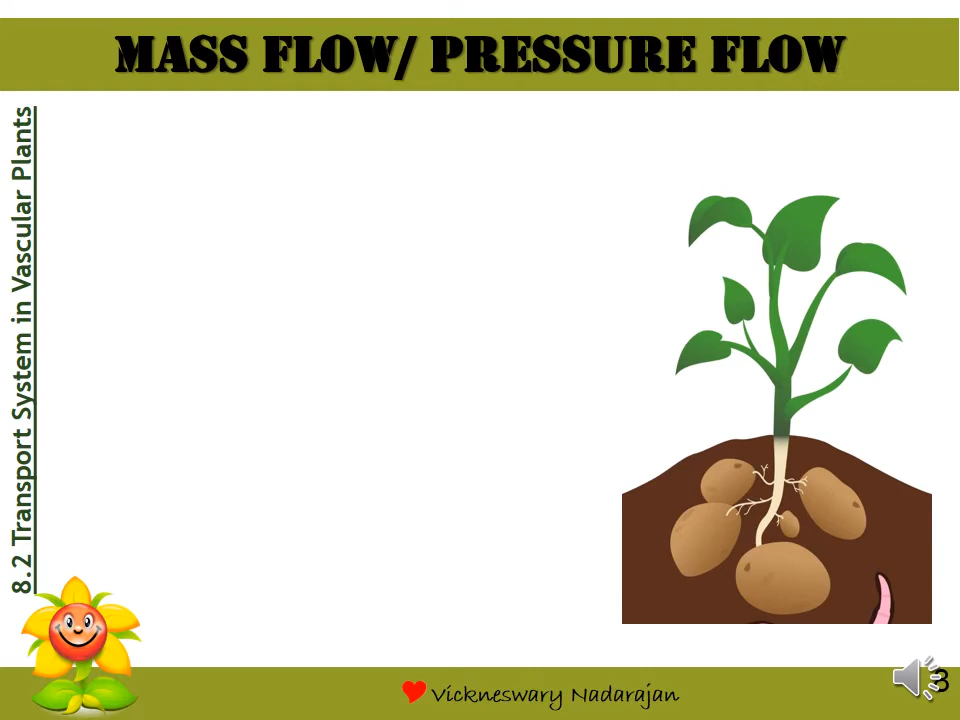 MASS FLOW/ PRESSURE FLOW
8.2 Transport System in Vascular Plants
Vickneswary Nadarajan
3